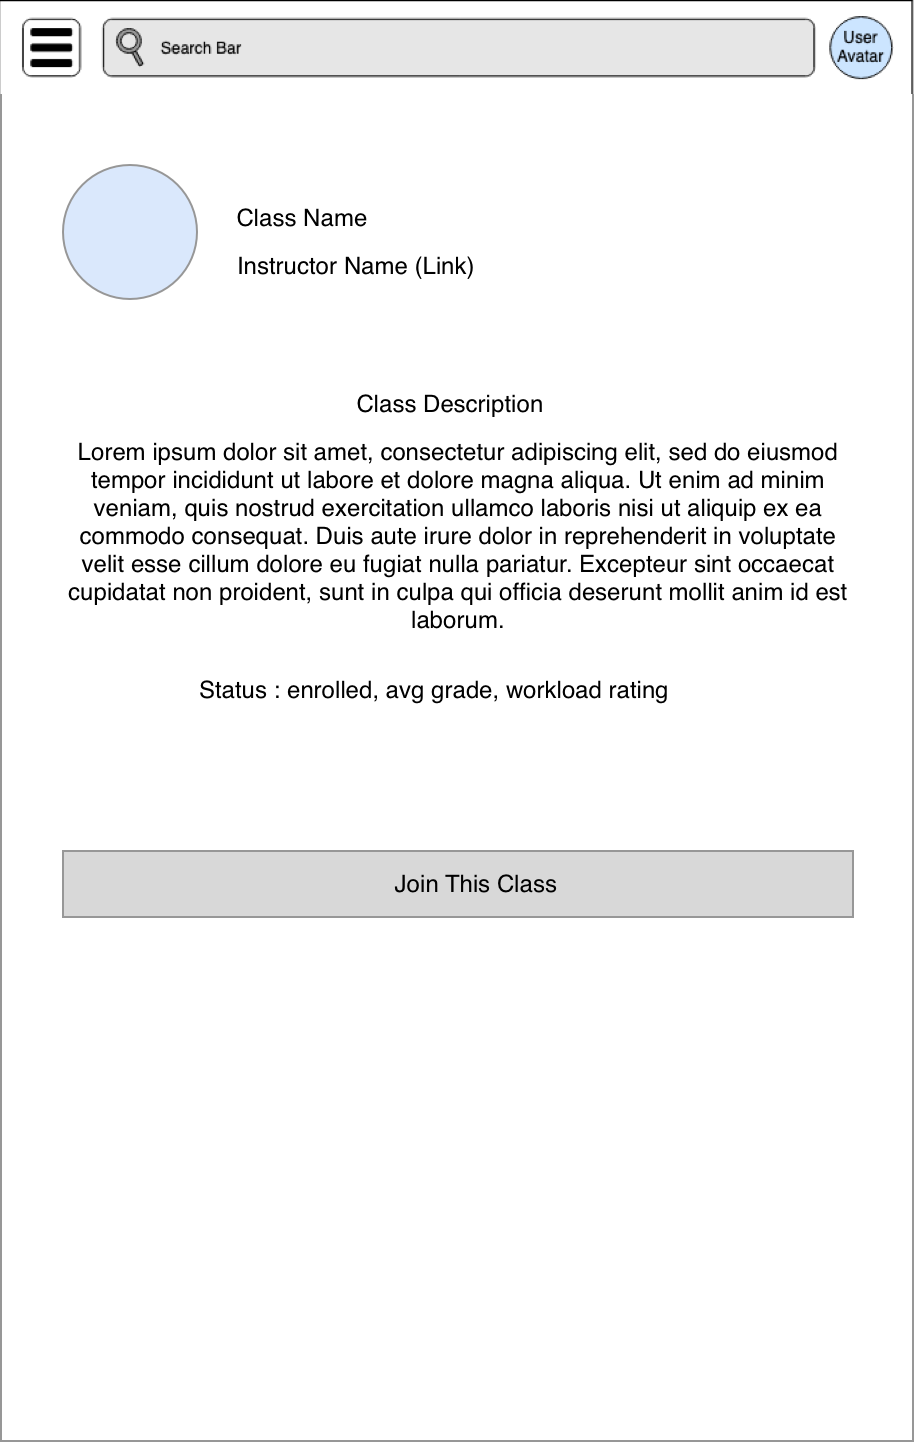 Search Bar
User
Avatar
Class Name
Instructor Name (Link)
Class Description
Lorem ipsum dolor sit amet, consectetur adipiscing elit, sed do eiusmod
tempor incididunt ut labore et dolore magna aliqua. Ut enim ad minim
veniam, quis nostrud exercitation ullamco laboris nisi ut aliquip ex ea
commodo consequat. Duis aute irure dolor in reprehenderit in voluptate
velit esse cillum dolore eu fugiat nulla pariatur. Excepteur sint occaecat
cupidatat non proident, sunt in culpa qui officia deserunt mollit anim id est
laborum.
Status : enrolled, avg grade, workload rating
Join This Class